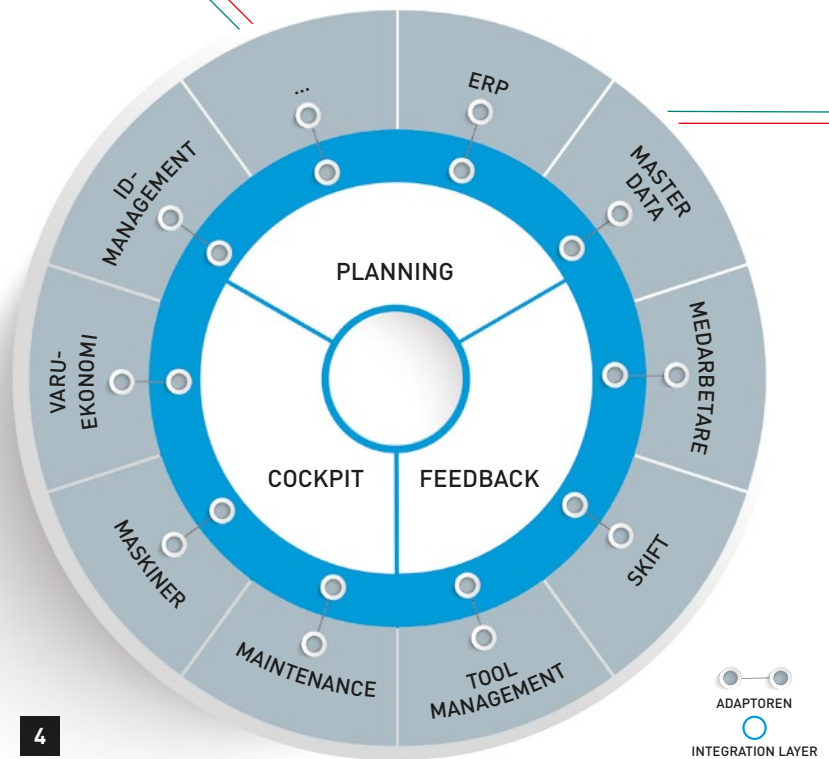 ...
ERP
MASTER
DATA
MEDARBETARE
SKIFT
TOOL
MANAGEMENT
MAINTENANCE
MASKINER
VARU-
EKONOMI
ID-
MANAGEMENT
PLANNING
COCKPIT
FEEDBACK
ADAPTOREN
INTEGRATION LAYER
4